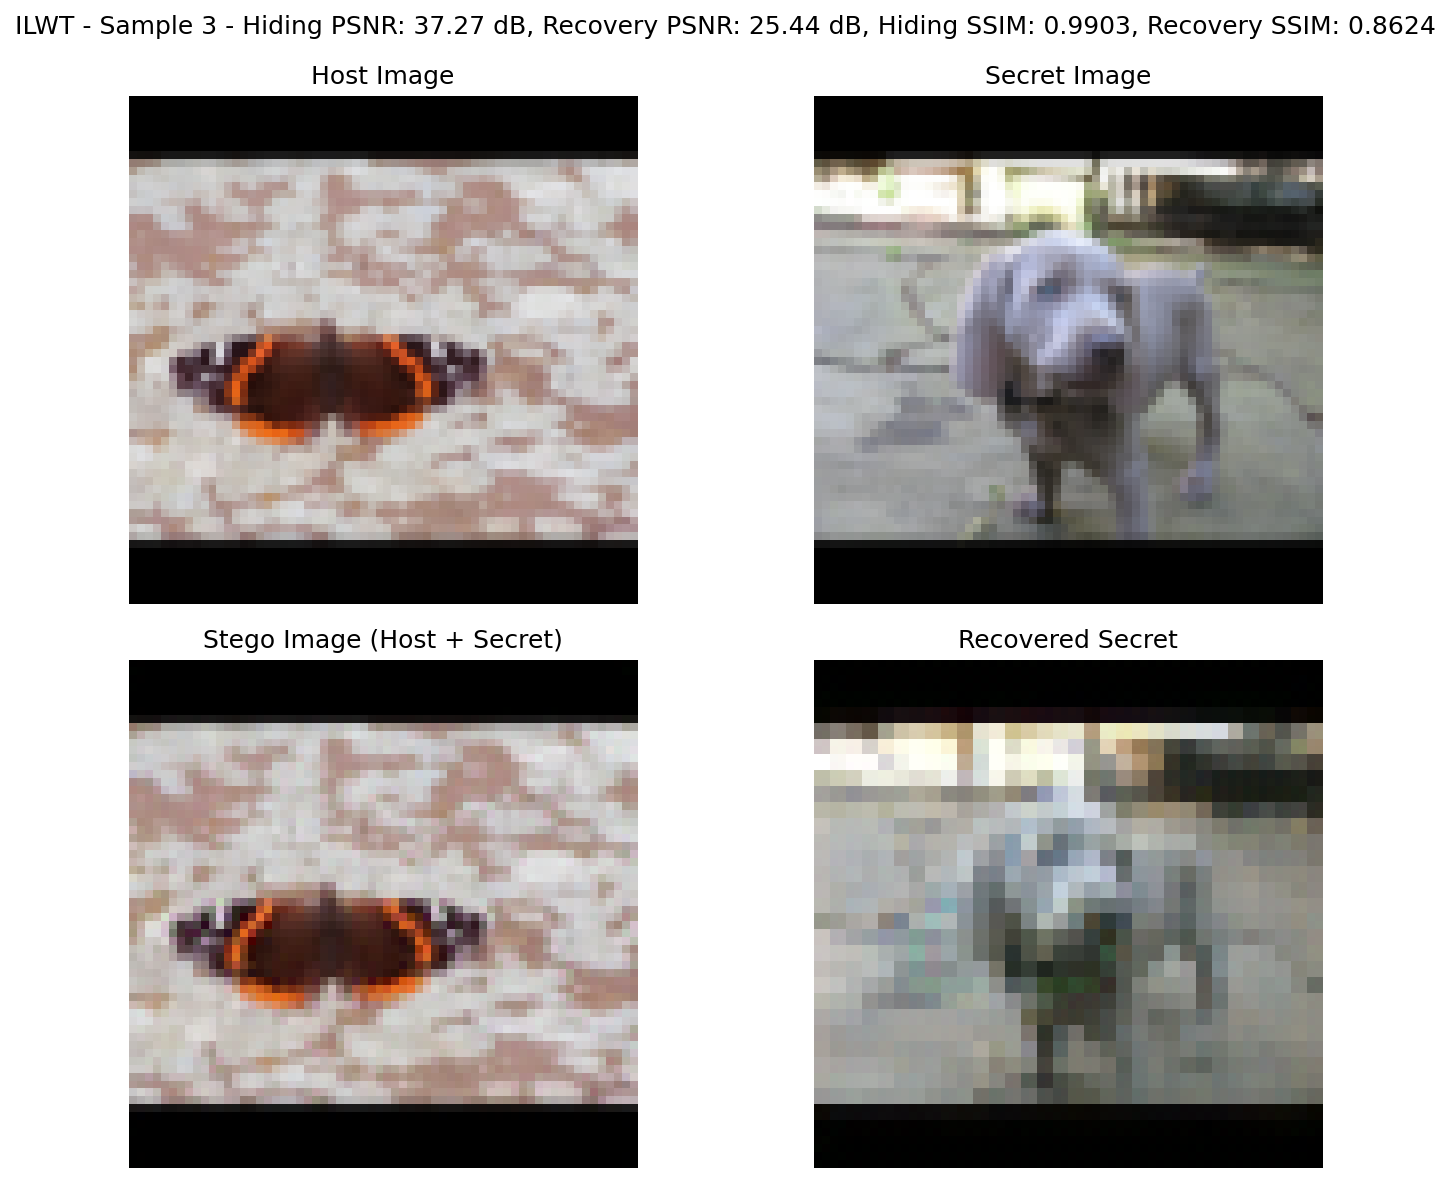 ILWT - Sample 3 - Hiding PSNR: 37.27 dB, Recovery PSNR: 25.44 dB, Hiding SSIM: 0.9903, Recovery SSIM: 0.8624
Host Image
Secret Image
Stego Image (Host + Secret)
Recovered Secret